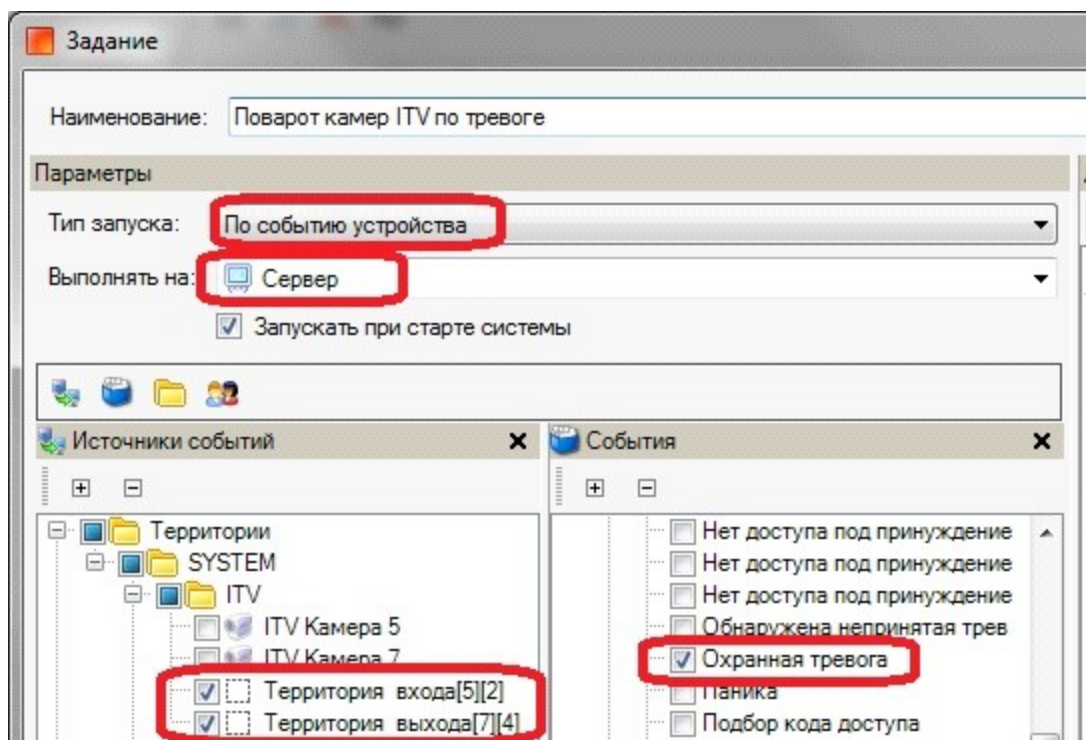 Задание
Наименование: Поварот камер ITV по тревоге
Параметры
Тип запуска: По событию устройства
Выполнять на: Сервер
Запускать при старте системы
Источники событий
События
Территории
SYSTEM
ITV
ITV Камера 5
ITV Камера 7
Территория входа[5][2]
Территория выхода[7][4]
Нет доступа под принуждение
Нет доступа под принуждение
Нет доступа под принуждение
Обнаружена непринятая трев
Охранная тревога
Паника
Подбор кода доступа